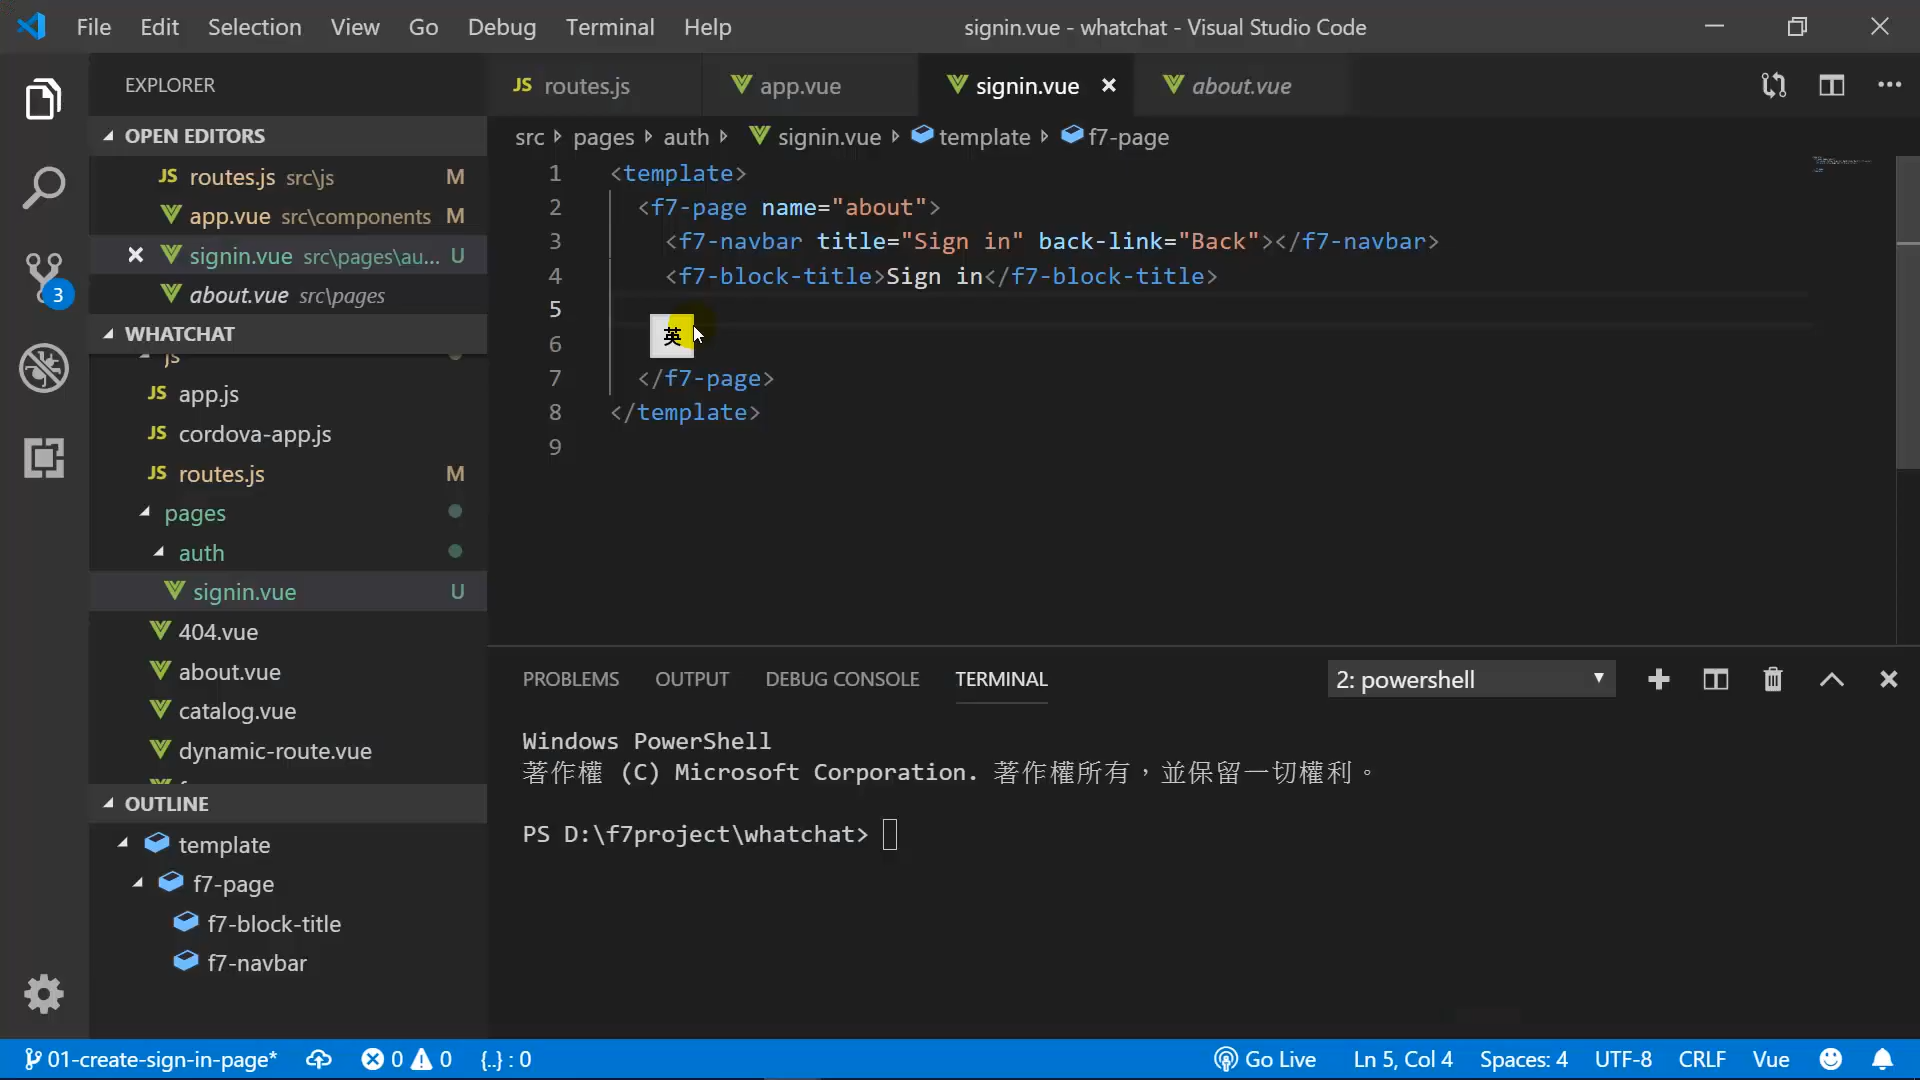 File Edit Selection View Go Debug Terminal Help signin.vue - whatchat - Visual Studio Code
EXPLORER
OPEN EDITORS
JS routes.js src\js M
app.vue src\components M
signin.vue src\pages\au... U
about.vue src\pages
WHATCHAT
js
JS app.js
JS cordova-app.js
JS routes.js M
pages
auth
signin.vue U
404.vue
about.vue
catalog.vue
dynamic-route.vue
OUTLINE
template
f7-page
f7-block-title
f7-navbar
3
JS routes.js app.vue signin.vue about.vue
src pages auth signin.vue template f7-page
1 <template>
2 <f7-page name="about">
3 <f7-navbar title="Sign in" back-link="Back"></f7-navbar>
4 <f7-block-title>Sign in</f7-block-title>
5
6 英
7 </f7-page>
8 </template>
9
PROBLEMS OUTPUT DEBUG CONSOLE TERMINAL 2: powershell
Windows PowerShell
著作權 (C) Microsoft Corporation. 著作權所有，並保留一切權利。
PS D:\f7project\whatchat>
01-create-sign-in-page* 0 0 {..} : 0 Go Live Ln 5, Col 4 Spaces: 4 UTF-8 CRLF Vue